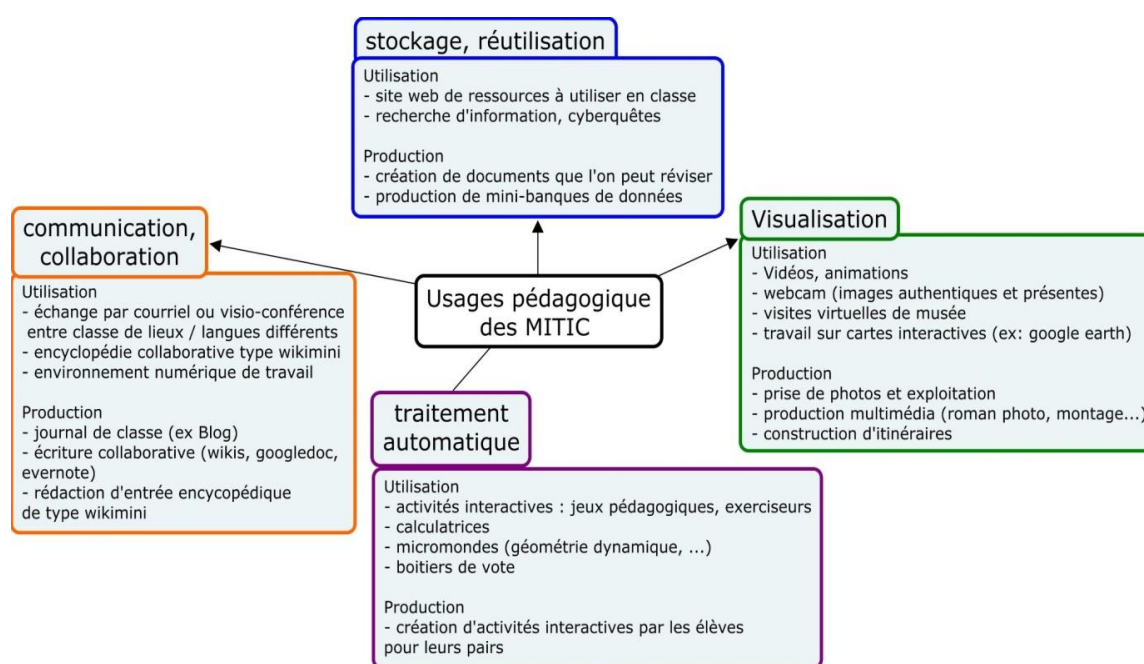 stockage, réutilisation
Utilisation
- site web de ressources à utiliser en classe
- recherche d'information, cyberquêtes
Production
- création de documents que l'on peut réviser
- production de mini-banques de données
communication,
collaboration
Utilisation
- échange par courriel ou visio-conférence
entre classe de lieux / langues différents
- encyclopédie collaborative type wikimini
- environnement numérique de travail
Production
- journal de classe (ex Blog)
- écriture collaborative (wikis, googledoc,
evernote)
- rédaction d'entrée encycopédique
de type wikimini
Usages pédagogique
des MITIC
Visualisation
Utilisation
- Vidéos, animations
- webcam (images authentiques et présentes)
- visites virtuelles de musée
- travail sur cartes interactives (ex: google earth)
Production
- prise de photos et exploitation
- production multimédia (roman photo, montage...)
- construction d'itinéraires
traitement
automatique
Utilisation
- activités interactives : jeux pédagogiques, exerciseurs
- calculatrices
- micromondes (géométrie dynamique, ...)
- boitiers de vote
Production
- création d'activités interactives par les élèves
pour leurs pairs